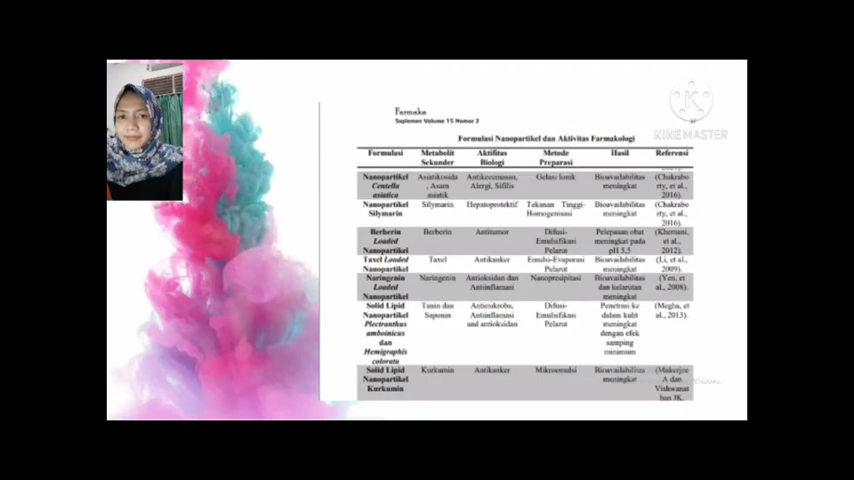 Farmaka
Suplemen Volume 15 Nomor 2
KINEMASTER
Formulasi Nanopartikel dan Aktivitas Farmakologi
Formulasi Metabolit Sekunder Aktifitas Biologi Metode Preparasi Hasil Referensi
Nanopartikel Centella asiatica Asiatikosida, Asam Antikecemasan, Alergi, Sifilis Gelasi Ionik Bioavailabilitas meningkat (Chakraborty, et al., 2016).
Nanopartikel Silymarin Silymarin Hepatoprotektif Tekanan Tinggi-Homogenisasi Bioavailabilitas meningkat (Chakraborty, et al., 2016).
Berberin Loaded Nanopartikel Berberin Antitumor Difusi-Emulsifikasi Pelarut Pelepasan obat meningkat pada pH 5,5 et al., 2012).
Taxel Loaded Nanopartikel Taxel Antikanker Emulsi-Evaporasi Pelarut Bioavailabilitas meningkat (Li, et al., 2009).
Naringenin Loaded Nanopartikel Naringenin Antioksidan dan Antiinflamasi Nanopresipitasi Bioavailabilitas dan kelarutan meningkat (Yen, et al., 2008).
Solid Lipid Nanopartikel Plectranthus amboinicus dan Hemigraphis colorata Tanin dan Saponin Antimikroba, Antiinflamasi and antioksidan Difusi-Emulsifikasi Pelarut Penetrasi ke dalam kulit meningkat dengan efek samping minimum (Megha, et al., 2013).
Solid Lipid Nanopartikel Kurkumin Kurkumin Antikanker Mikroemulsi Bioavailabilitas meningkat (Mukerjee A dan Vishwanathan JK,